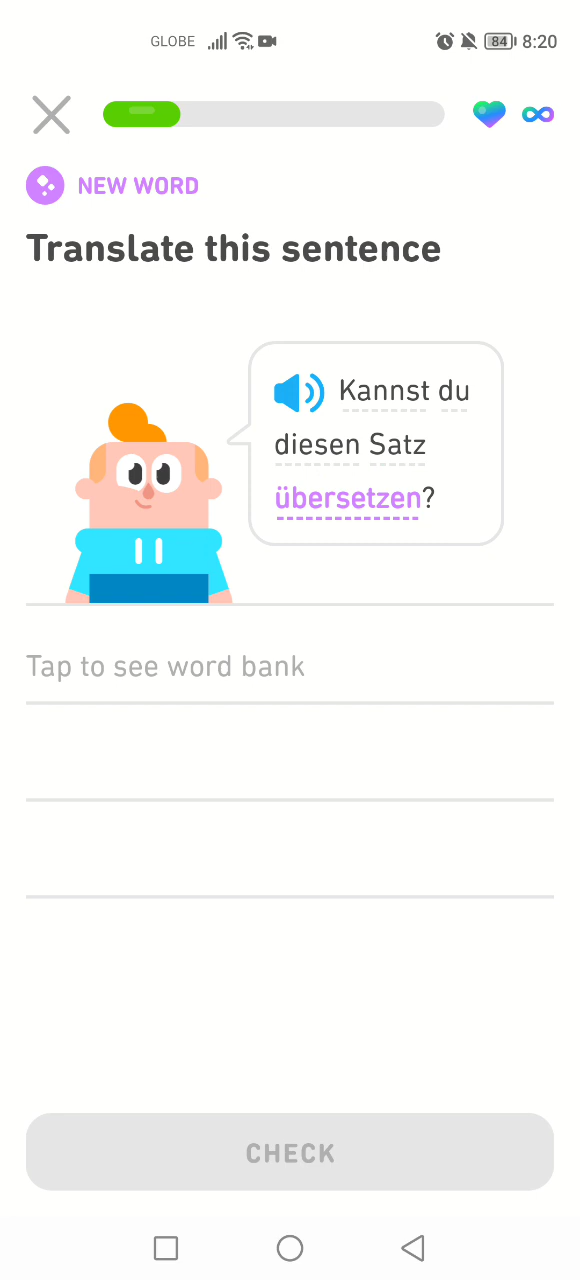 GLOBE 84 8:20
NEW WORD
Translate this sentence
Kannst du
diesen Satz
übersetzen?
Tap to see word bank
CHECK